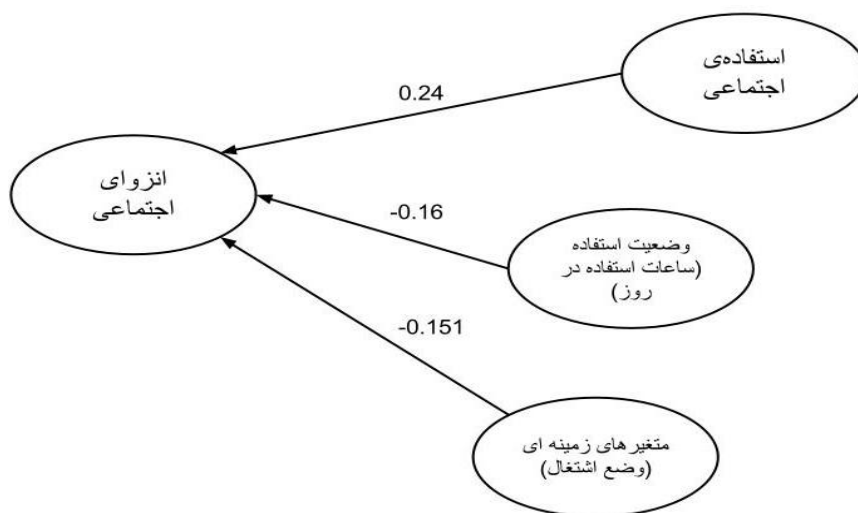 استفاده‌ی
اجتماعی
0.24
انزوای
اجتماعی
-0.16
وضعیت استفاده
(ساعات استفاده در
روز)
-0.151
متغیرهای زمینه ای
(وضع اشتغال)